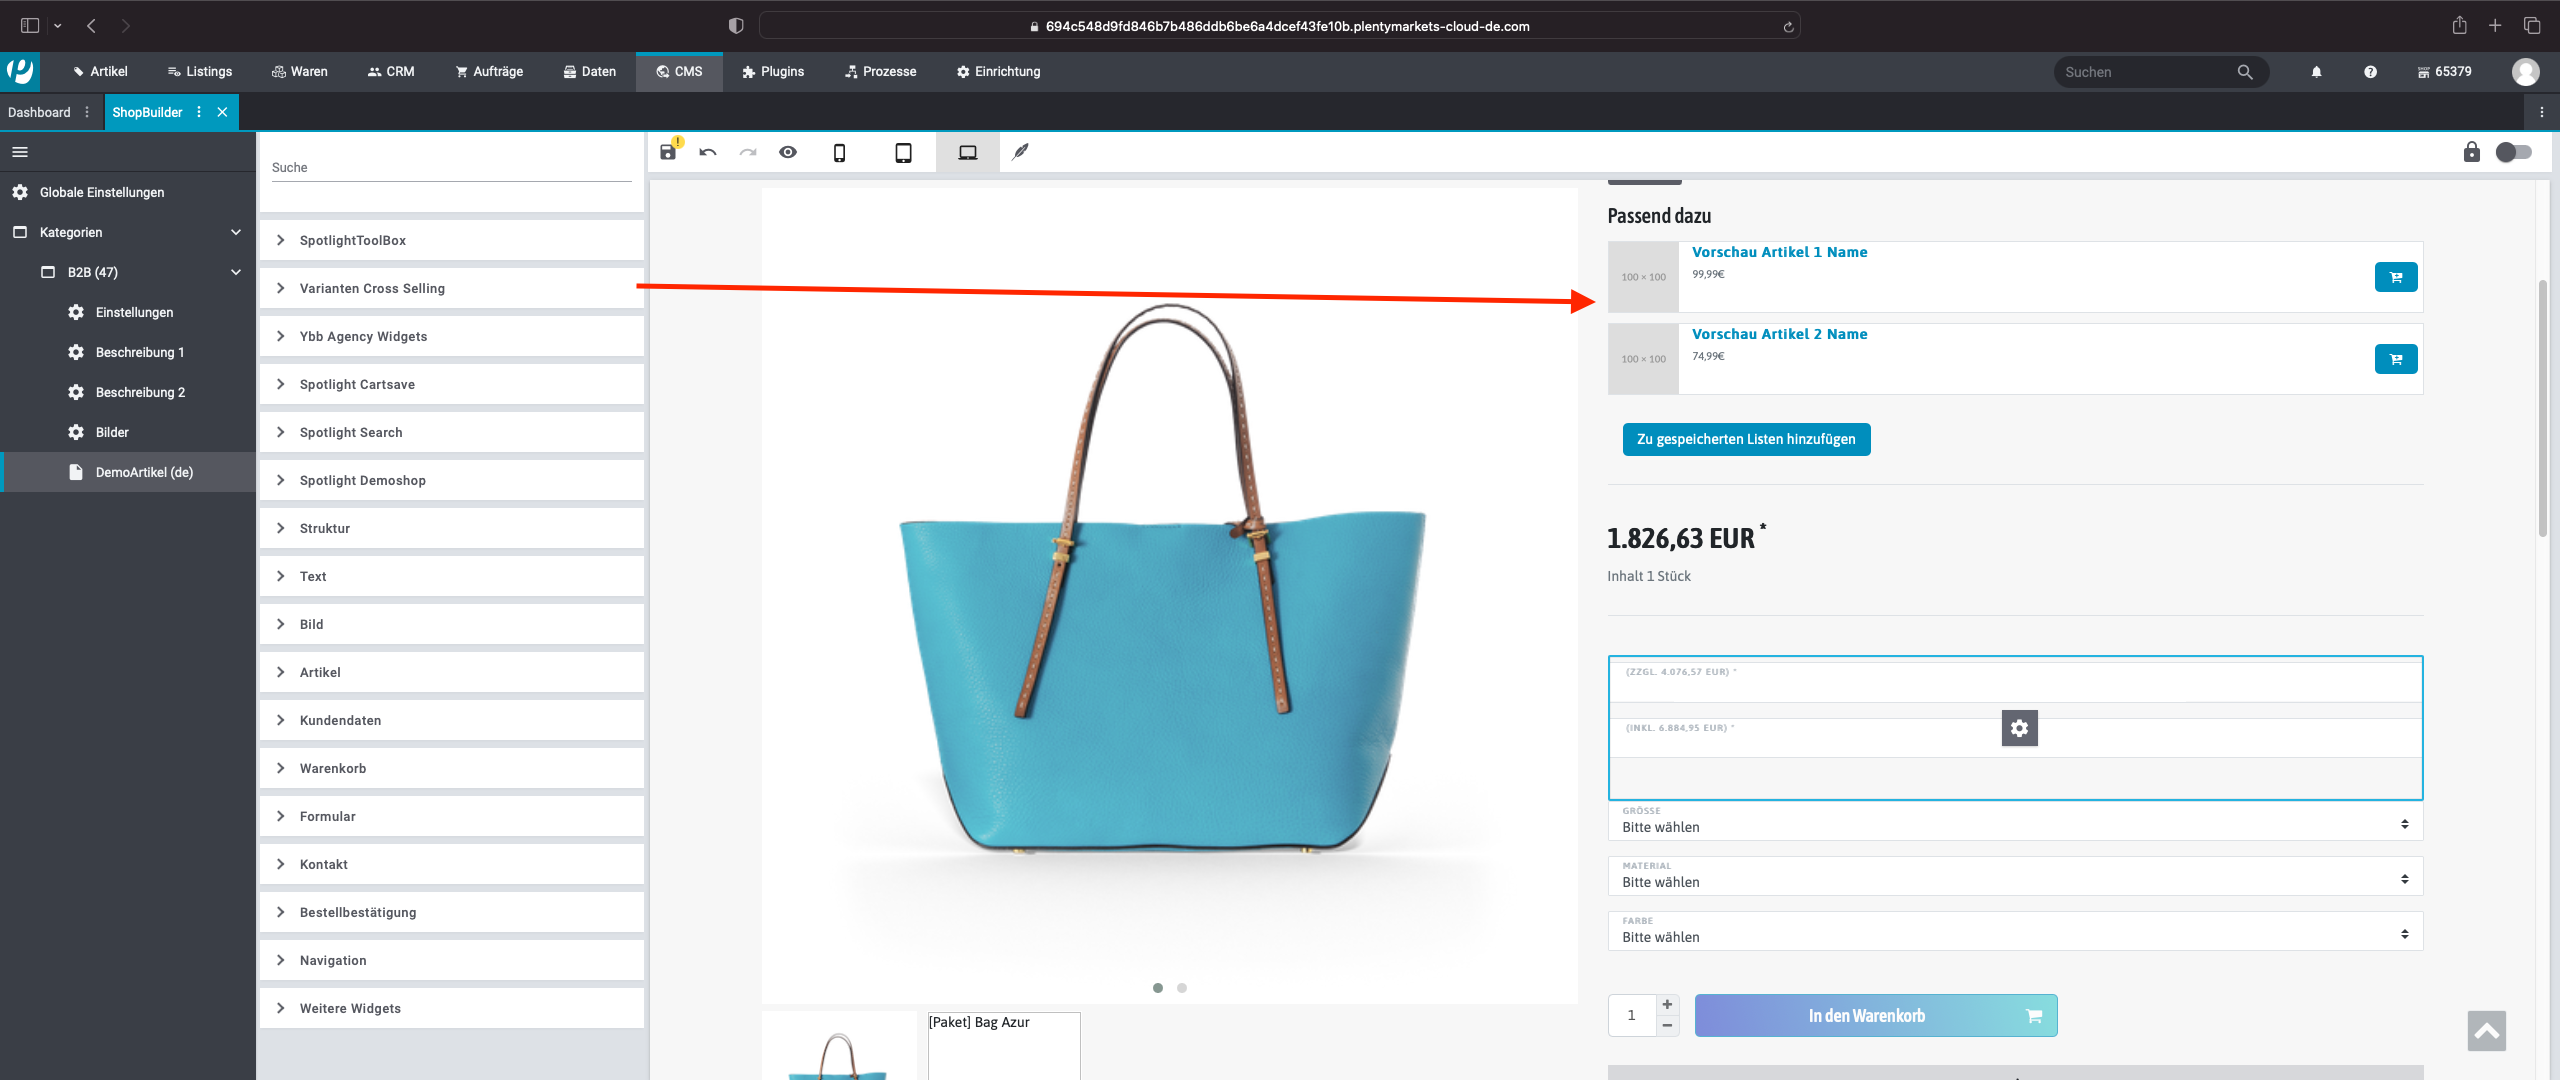 694c548d9fd846b7b486ddb6be6a4dcef43fe10b.plentymarkets-cloud-de.com
Artikel
Listings
Waren
CRM
Aufträge
Daten
CMS
Plugins
Prozesse
Einrichtung
Suchen
65379
Dashboard
ShopBuilder
Globale Einstellungen
Kategorien
B2B (47)
Einstellungen
Beschreibung 1
Beschreibung 2
Bilder
DemoArtikel (de)
Suche
SpotlightToolBox
Varianten Cross Selling
Ybb Agency Widgets
Spotlight Cartsave
Spotlight Search
Spotlight Demoshop
Struktur
Text
Bild
Artikel
Kundendaten
Warenkorb
Formular
Kontakt
Bestellbestätigung
Navigation
Weitere Widgets
[Paket] Bag Azur
Passend dazu
100 × 100
Vorschau Artikel 1 Name
99,99€
100 × 100
Vorschau Artikel 2 Name
74,99€
Zu gespeicherten Listen hinzufügen
1.826,63 EUR *
Inhalt 1 Stück
(ZZGL. 4.076,57 EUR) *
(INKL. 6.884,95 EUR) *
GRÖSSE
Bitte wählen
MATERIAL
Bitte wählen
FARBE
Bitte wählen
1
In den Warenkorb